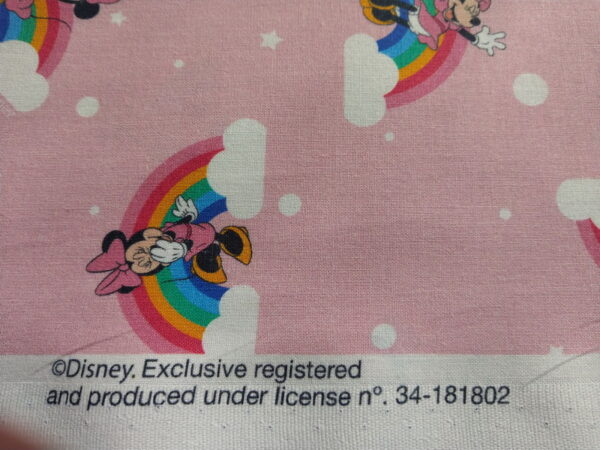 ©Disney. Exclusive registered
and produced under license nº. 34-181802